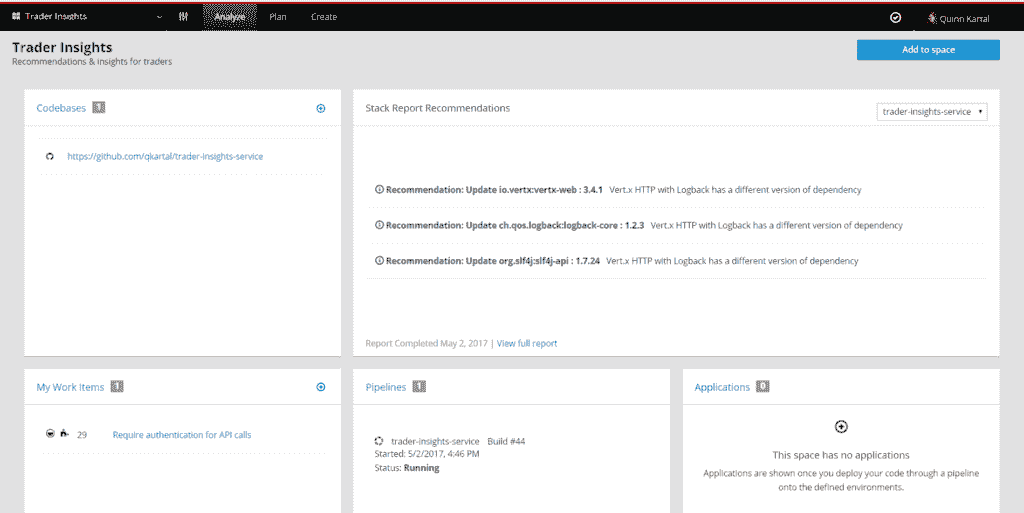 Trader Insights
Analyze
Plan
Create
Quinn Kartal
Trader Insights
Recommendations & insights for traders
Add to space
Codebases 1
https://github.com/qkartal/trader-insights-service
Stack Report Recommendations
trader-insights-service
Recommendation: Update io.vertx:vertx-web : 3.4.1 Vert.x HTTP with Logback has a different version of dependency
Recommendation: Update ch.qos.logback:logback-core : 1.2.3 Vert.x HTTP with Logback has a different version of dependency
Recommendation: Update org.slf4j:slf4j-api : 1.7.24 Vert.x HTTP with Logback has a different version of dependency
Report Completed May 2, 2017 | View full report
My Work Items 1
29 Require authentication for API calls
Pipelines 1
trader-insights-service Build #44
Started: 5/2/2017, 4:46 PM
Status: Running
Applications 0
This space has no applications
Applications are shown once you deploy your code through a pipeline
onto the defined environments.